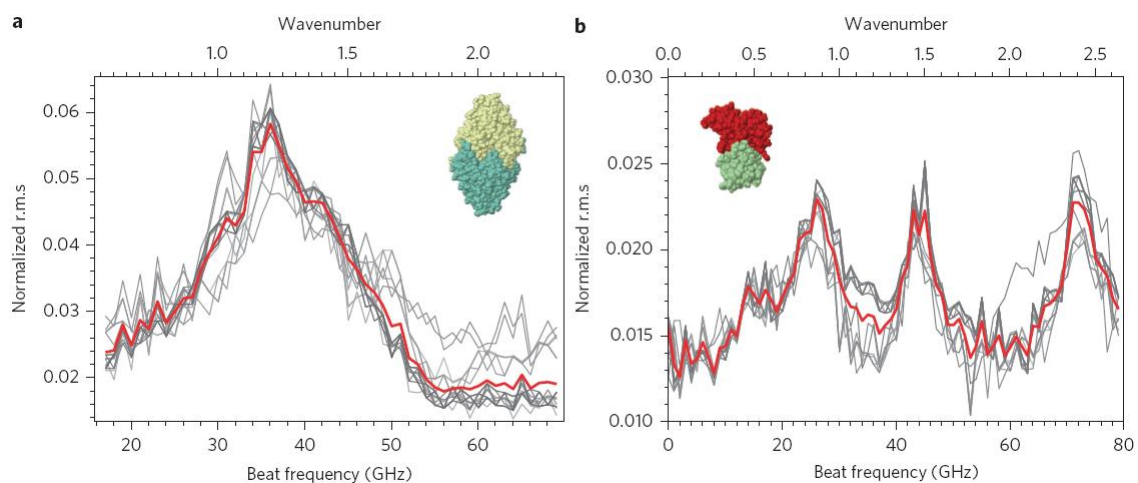 a
Wavenumber
1.0 1.5 2.0
0.06
0.05
0.04
0.03
0.02
Normalized r.m.s
20 30 40 50 60
Beat frequency (GHz)
b
Wavenumber
0.0 0.5 1.0 1.5 2.0 2.5
0.030
0.025
0.020
0.015
0.010
Normalized r.m.s
0 20 40 60 80
Beat frequency (GHz)